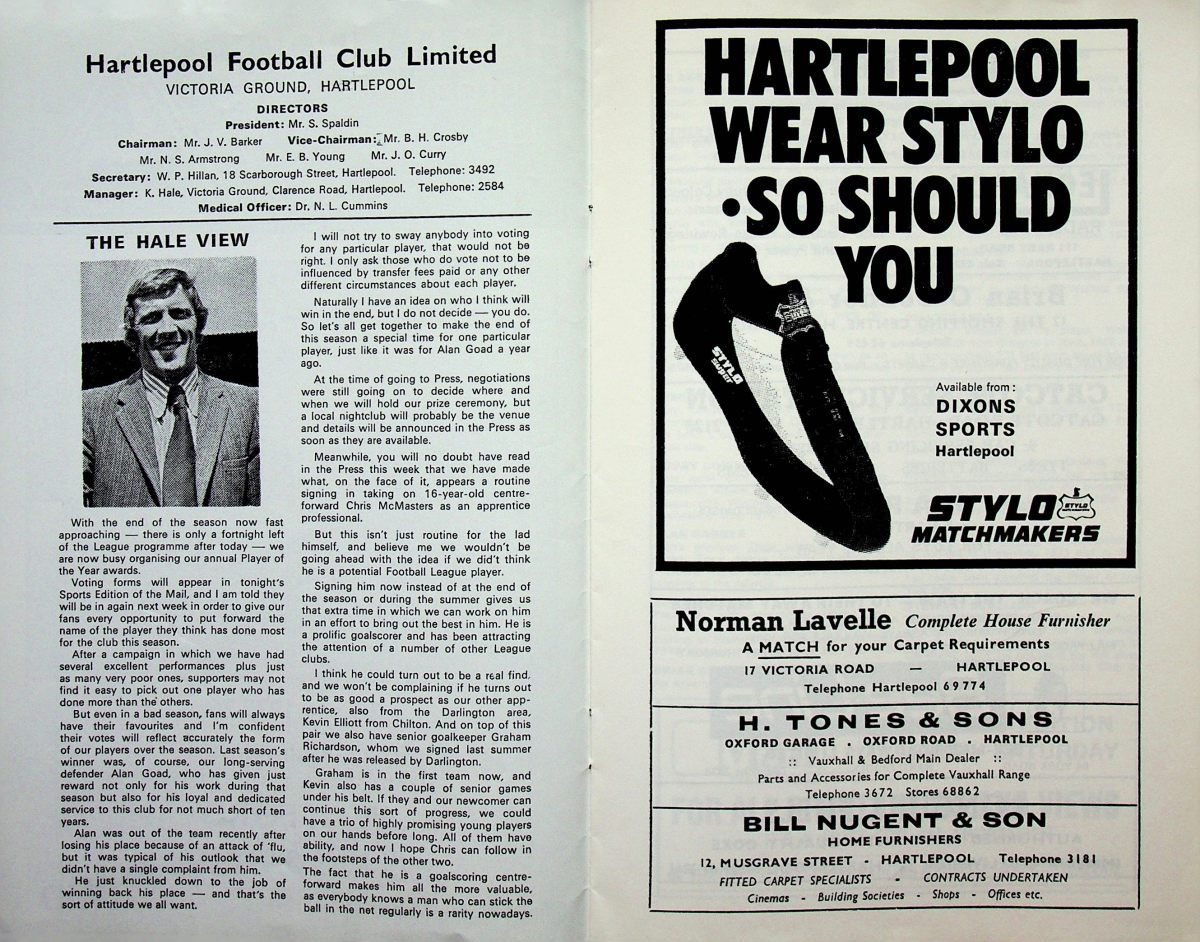 Hartlepool Football Club Limited
VICTORIA GROUND, HARTLEPOOL
DIRECTORS
President: Mr. S. Spaldin
Chairman: Mr. J. V. Barker Vice-Chairman: Mr. B. H. Crosby
Mr. N. S. Armstrong Mr. E. B. Young Mr. J. O. Curry
Secretary: W. P. Hillan, 18 Scarborough Street, Hartlepool. Telephone: 3492
Manager: K. Hale, Victoria Ground, Clarence Road, Hartlepool. Telephone: 2584
Medical Officer: Dr. N. L. Cummins
THE HALE VIEW
With the end of the season now fast
approaching — there is only a fortnight left
of the League programme after today — we
are now busy organising our annual Player of
the Year awards.
Voting forms will appear in tonight's
Sports Edition of the Mail, and I am told they
will be in again next week in order to give our
fans every opportunity to put forward the
name of the player they think has done most
for the club this season.
After a campaign in which we have had
several excellent performances plus just
as many very poor ones, supporters may not
find it easy to pick out one player who has
done more than the others.
But even in a bad season, fans will always
have their favourites and I'm confident
their votes will reflect accurately the form
of our players over the season. Last season's
winner was, of course, our long-serving
defender Alan Goad, who has given just
reward not only for his work during that
season but also for his loyal and dedicated
service to this club for not much short of ten
years.
Alan was out of the team recently after
losing his place because of an attack of 'flu,
but it was typical of his outlook that we
didn't have a single complaint from him.
He just knuckled down to the job of
winning back his place — and that's the
sort of attitude we all want.
I will not try to sway anybody into voting
for any particular player, that would not be
right. I only ask those who do vote not to be
influenced by transfer fees paid or any other
different circumstances about each player.
Naturally I have an idea on who I think will
win in the end, but I do not decide — you do.
So let's all get together to make the end of
this season a special time for one particular
player, just like it was for Alan Goad a year
ago.
At the time of going to Press, negotiations
were still going on to decide where and
when we will hold our prize ceremony, but
a local nightclub will probably be the venue
and details will be announced in the Press as
soon as they are available.
Meanwhile, you will no doubt have read
in the Press this week that we have made
what, on the face of it, appears a routine
signing in taking on 16-year-old centre-
forward Chris McMasters as an apprentice
professional.
But this isn't just routine for the lad
himself, and believe me we wouldn't be
going ahead with the idea if we didn't think
he is a potential Football League player.
Signing him now instead of at the end of
the season or during the summer gives us
that extra time in which we can work on him
in an effort to bring out the best in him. He is
a prolific goalscorer and has been attracting
the attention of a number of other League
clubs.
I think he could turn out to be a real find,
and we won't be complaining if he turns out
to be as good a prospect as our other app-
rentice, also from the Darlington area,
Kevin Elliott from Chilton. And on top of this
pair we also have senior goalkeeper Graham
Richardson, whom we signed last summer
after he was released by Darlington.
Graham is in the first team now, and
Kevin also has a couple of senior games
under his belt. If they and our newcomer can
continue this sort of progress, we could
have a trio of highly promising young players
on our hands before long. All of them have
ability, and now I hope Chris can follow in
the footsteps of the other two.
The fact that he is a goalscoring centre-
forward makes him all the more valuable,
as everybody knows a man who can stick the
ball in the net regularly is a rarity nowadays.
HARTLEPOOL
WEAR STYLO
•SO SHOULD
YOU
STYLO
super
Available from:
DIXONS
SPORTS
Hartlepool
STYLO
STYLO
MATCHMAKERS
Norman Lavelle Complete House Furnisher
A MATCH for your Carpet Requirements
17 VICTORIA ROAD — HARTLEPOOL
Telephone Hartlepool 69774
H. TONES & SONS
OXFORD GARAGE . OXFORD ROAD . HARTLEPOOL
:: Vauxhall & Bedford Main Dealer ::
Parts and Accessories for Complete Vauxhall Range
Telephone 3672 Stores 68862
BILL NUGENT & SON
HOME FURNISHERS
12, MUSGRAVE STREET - HARTLEPOOL Telephone 3181
FITTED CARPET SPECIALISTS - CONTRACTS UNDERTAKEN
Cinemas - Building Societies - Shops - Offices etc.